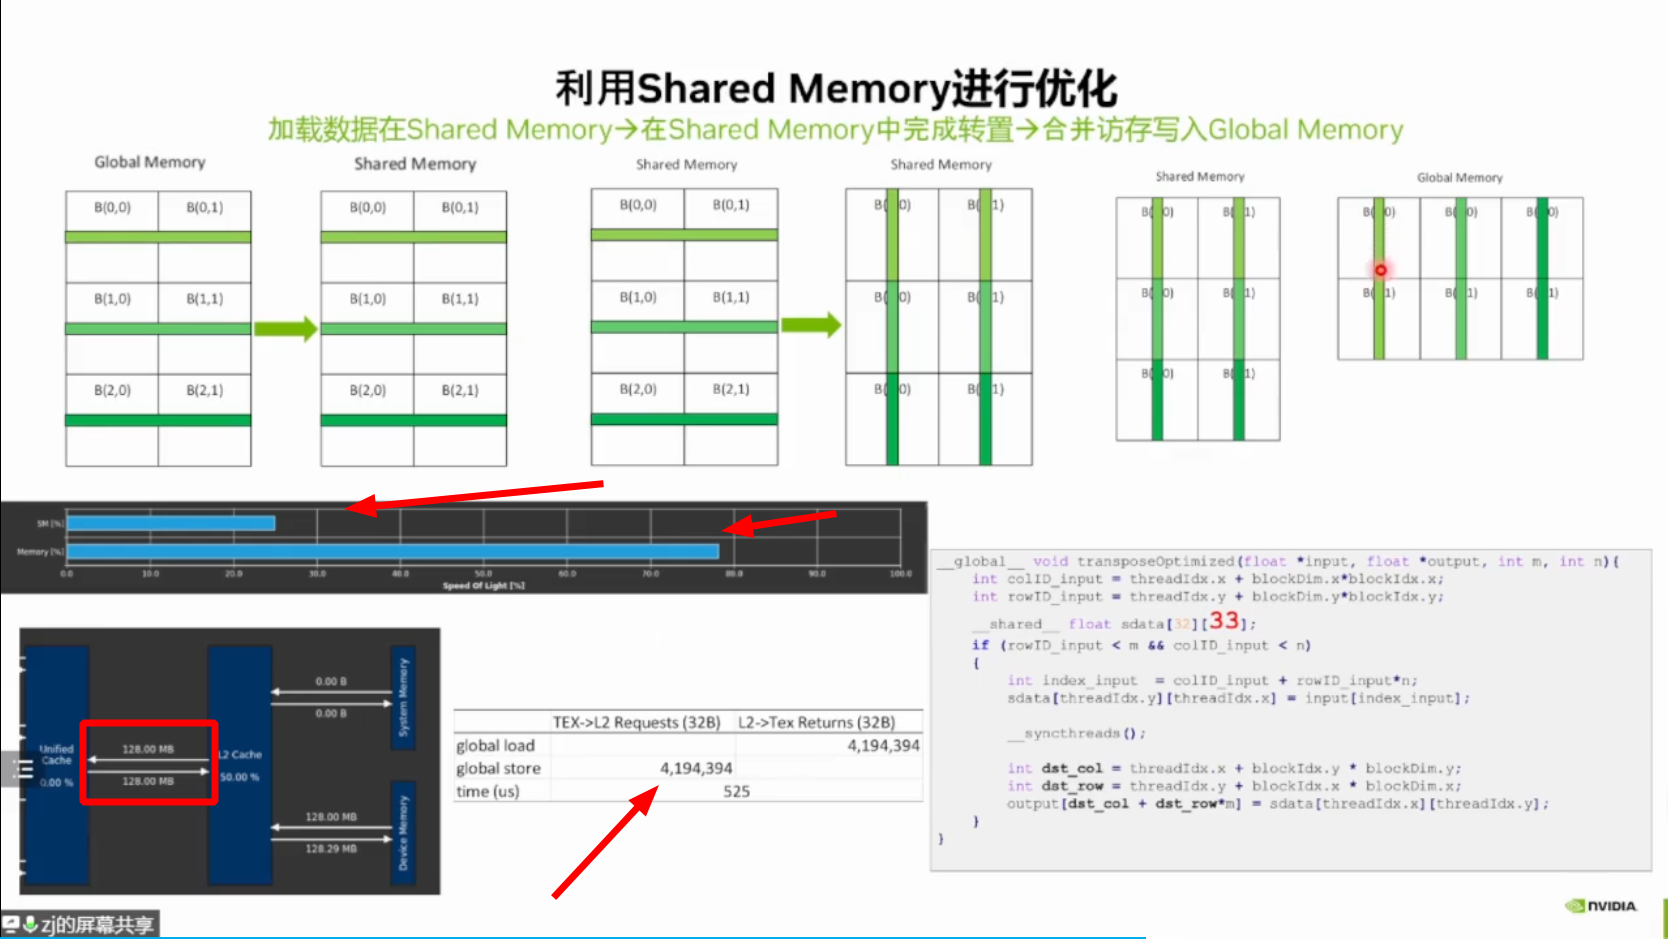 利用Shared Memory进行优化
加载数据在Shared Memory→在Shared Memory中完成转置→合并访存写入Global Memory
Global Memory
B(0,0) B(0,1)
B(1,0) B(1,1)
B(2,0) B(2,1)
Shared Memory
B(0,0) B(0,1)
B(1,0) B(1,1)
B(2,0) B(2,1)
Shared Memory
B(0,0) B(0,1)
B(1,0) B(1,1)
B(2,0) B(2,1)
Shared Memory
B( 0) B( 1)
B( 0) B( 1)
B( 0) B( 1)
Shared Memory
B( 0) B( 1)
B( 0) B( 1)
B( 0) B( 1)
Global Memory
B( 0) B( 0) B( 0)
B( 1) B( 1) B( 1)
SM [%]
Memory [%]
0.0 10.0 20.0 30.0 40.0 50.0 60.0 70.0 80.0 90.0 100.0
Speed Of Light [%]
Unified
Cache
0.00 %
128.00 MB
128.00 MB
L2 Cache
50.00 %
0.00 B
0.00 B
System Memory
128.00 MB
128.29 MB
Device Memory
TEX->L2 Requests (32B) L2->Tex Returns (32B)
global load 4,194,394
global store 4,194,394
time (us) 525
__global__ void transposeOptimized(float *input, float *output, int m, int n){
int colID_input = threadIdx.x + blockDim.x*blockIdx.x;
int rowID_input = threadIdx.y + blockDim.y*blockIdx.y;
__shared__ float sdata[32][33];
if (rowID_input < m && colID_input < n)
{
int index_input = colID_input + rowID_input*n;
sdata[threadIdx.y][threadIdx.x] = input[index_input];
__syncthreads();
int dst_col = threadIdx.x + blockIdx.y * blockDim.y;
int dst_row = threadIdx.y + blockIdx.x * blockDim.x;
output[dst_col + dst_row*m] = sdata[threadIdx.x][threadIdx.y];
}
}
zj的屏幕共享
NVIDIA.